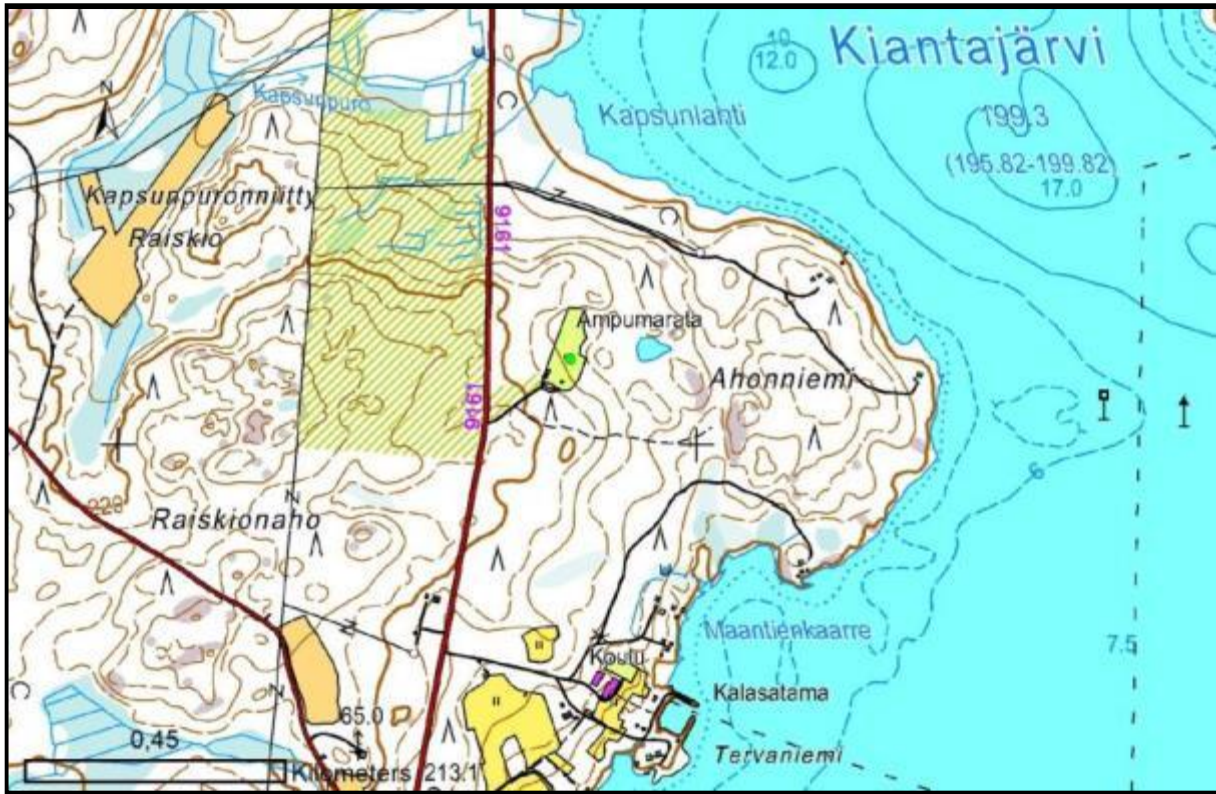 Kiantajärvi
10
12.0
199.3
(195.82-199.82)
17.0
Kapsunlahti
Kapsunpuro
N
Kapsunpuronniitty
Raiskio
9161
Ampumarata
Ahonniemi
9161
6
220
Raiskionaho
Maantienkaarre
7.5
Koulu
Kalasatama
65.0
Tervaniemi
0,45
Kilometers
213.1